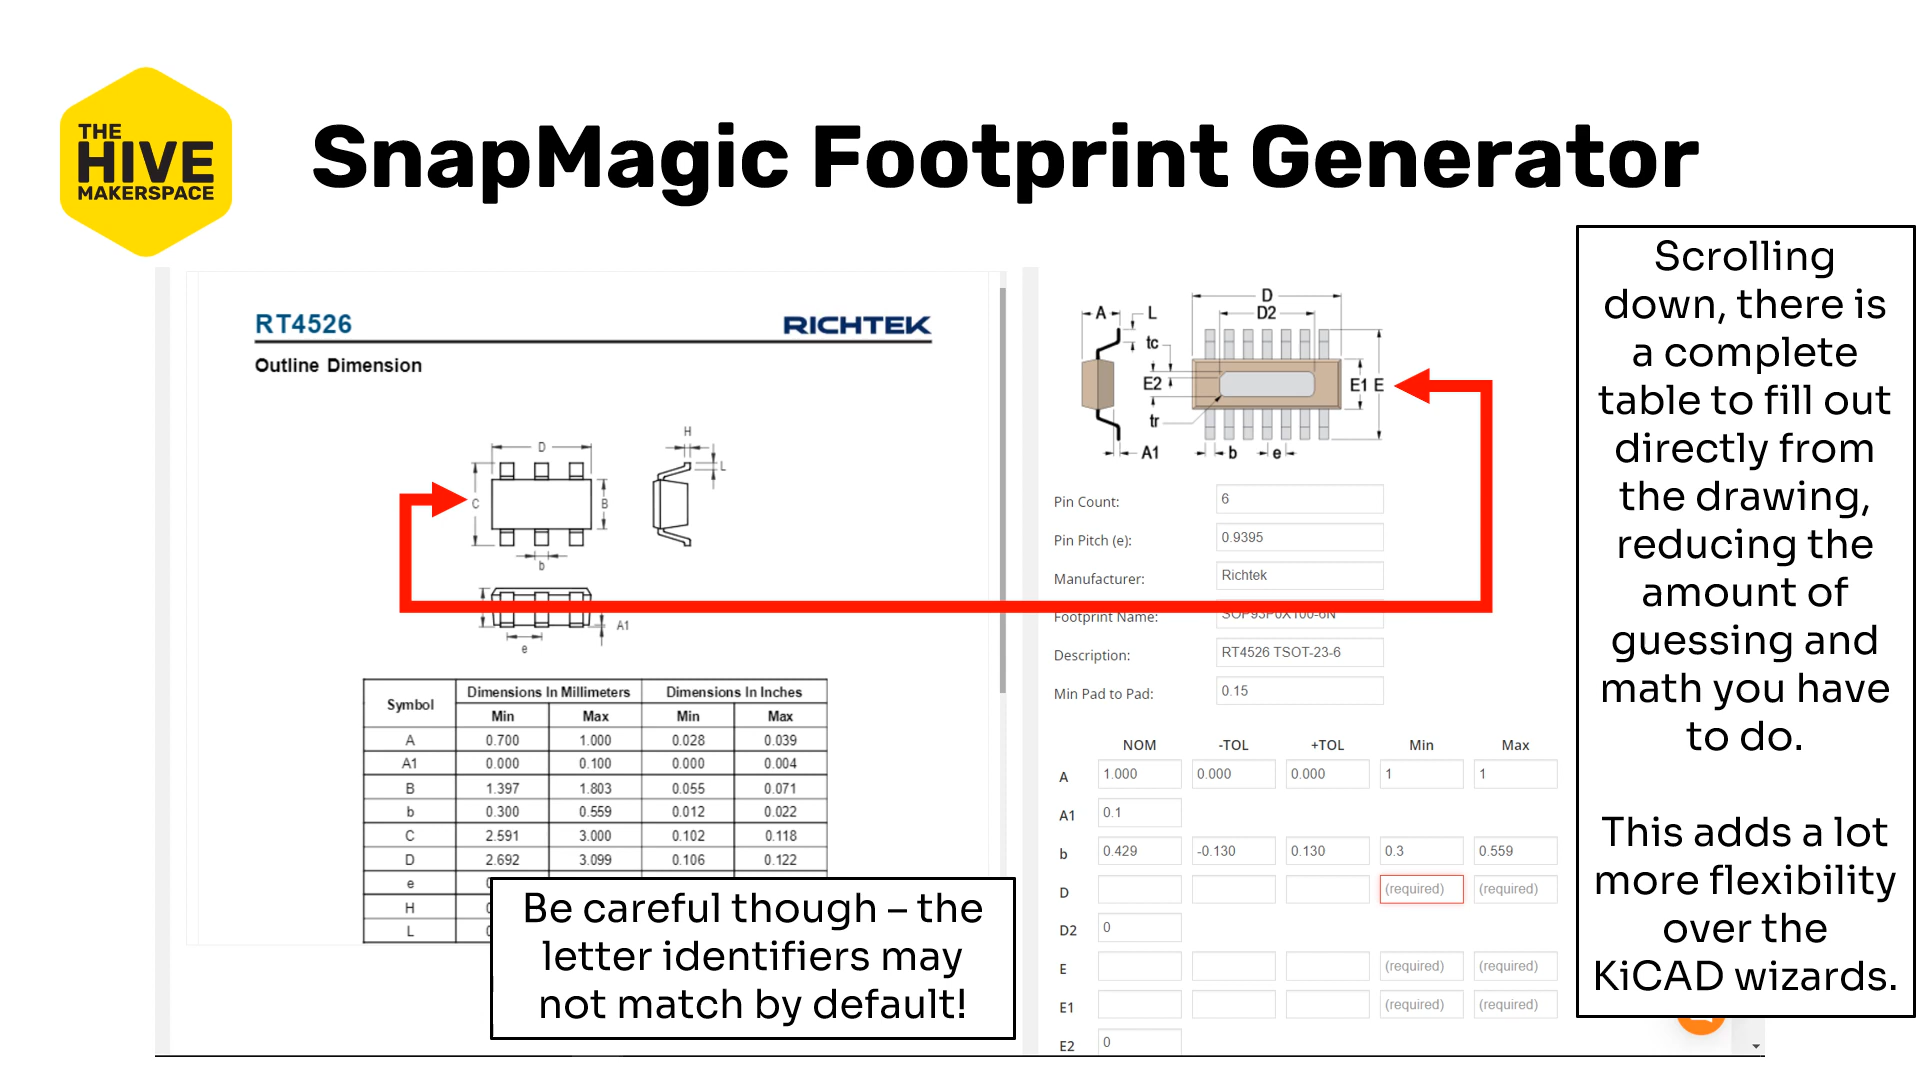 THE
HIVE
MAKERSPACE
SnapMagic Footprint Generator
RT4526
RICHTEK
Outline Dimension
D
C
B
b
H
L
A1
e
Symbol
Dimensions In Millimeters
Dimensions In Inches
Min Max Min Max
A 0.700 1.000 0.028 0.039
A1 0.000 0.100 0.000 0.004
B 1.397 1.803 0.055 0.071
b 0.300 0.559 0.012 0.022
C 2.591 3.000 0.102 0.118
D 2.692 3.099 0.106 0.122
e
H
L
Be careful though – the
letter identifiers may
not match by default!
D
D2
A
L
tc
E2
E1 E
tr
A1
b
e
Pin Count: 6
Pin Pitch (e): 0.9395
Manufacturer: Richtek
Footprint Name:
Description: RT4526 TSOT-23-6
Min Pad to Pad: 0.15
NOM -TOL +TOL Min Max
A 1.000 0.000 0.000 1 1
A1 0.1
b 0.429 -0.130 0.130 0.3 0.559
D (required) (required)
D2 0
E (required) (required)
E1 (required) (required)
E2 0
Scrolling
down, there is
a complete
table to fill out
directly from
the drawing,
reducing the
amount of
guessing and
math you have
to do.
This adds a lot
more flexibility
over the
KiCAD wizards.